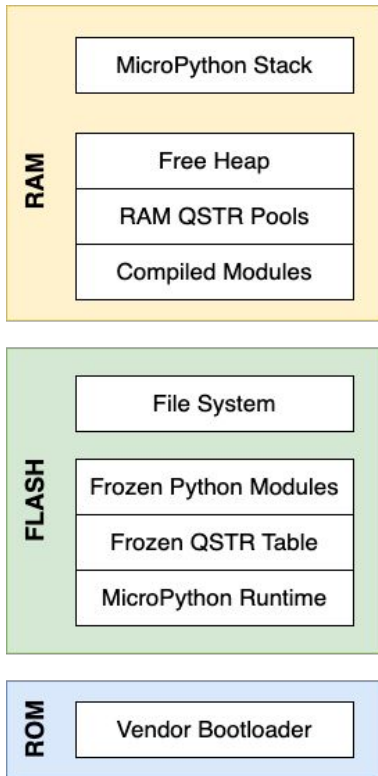 RAM
MicroPython Stack
Free Heap
RAM QSTR Pools
Compiled Modules
FLASH
File System
Frozen Python Modules
Frozen QSTR Table
MicroPython Runtime
ROM
Vendor Bootloader